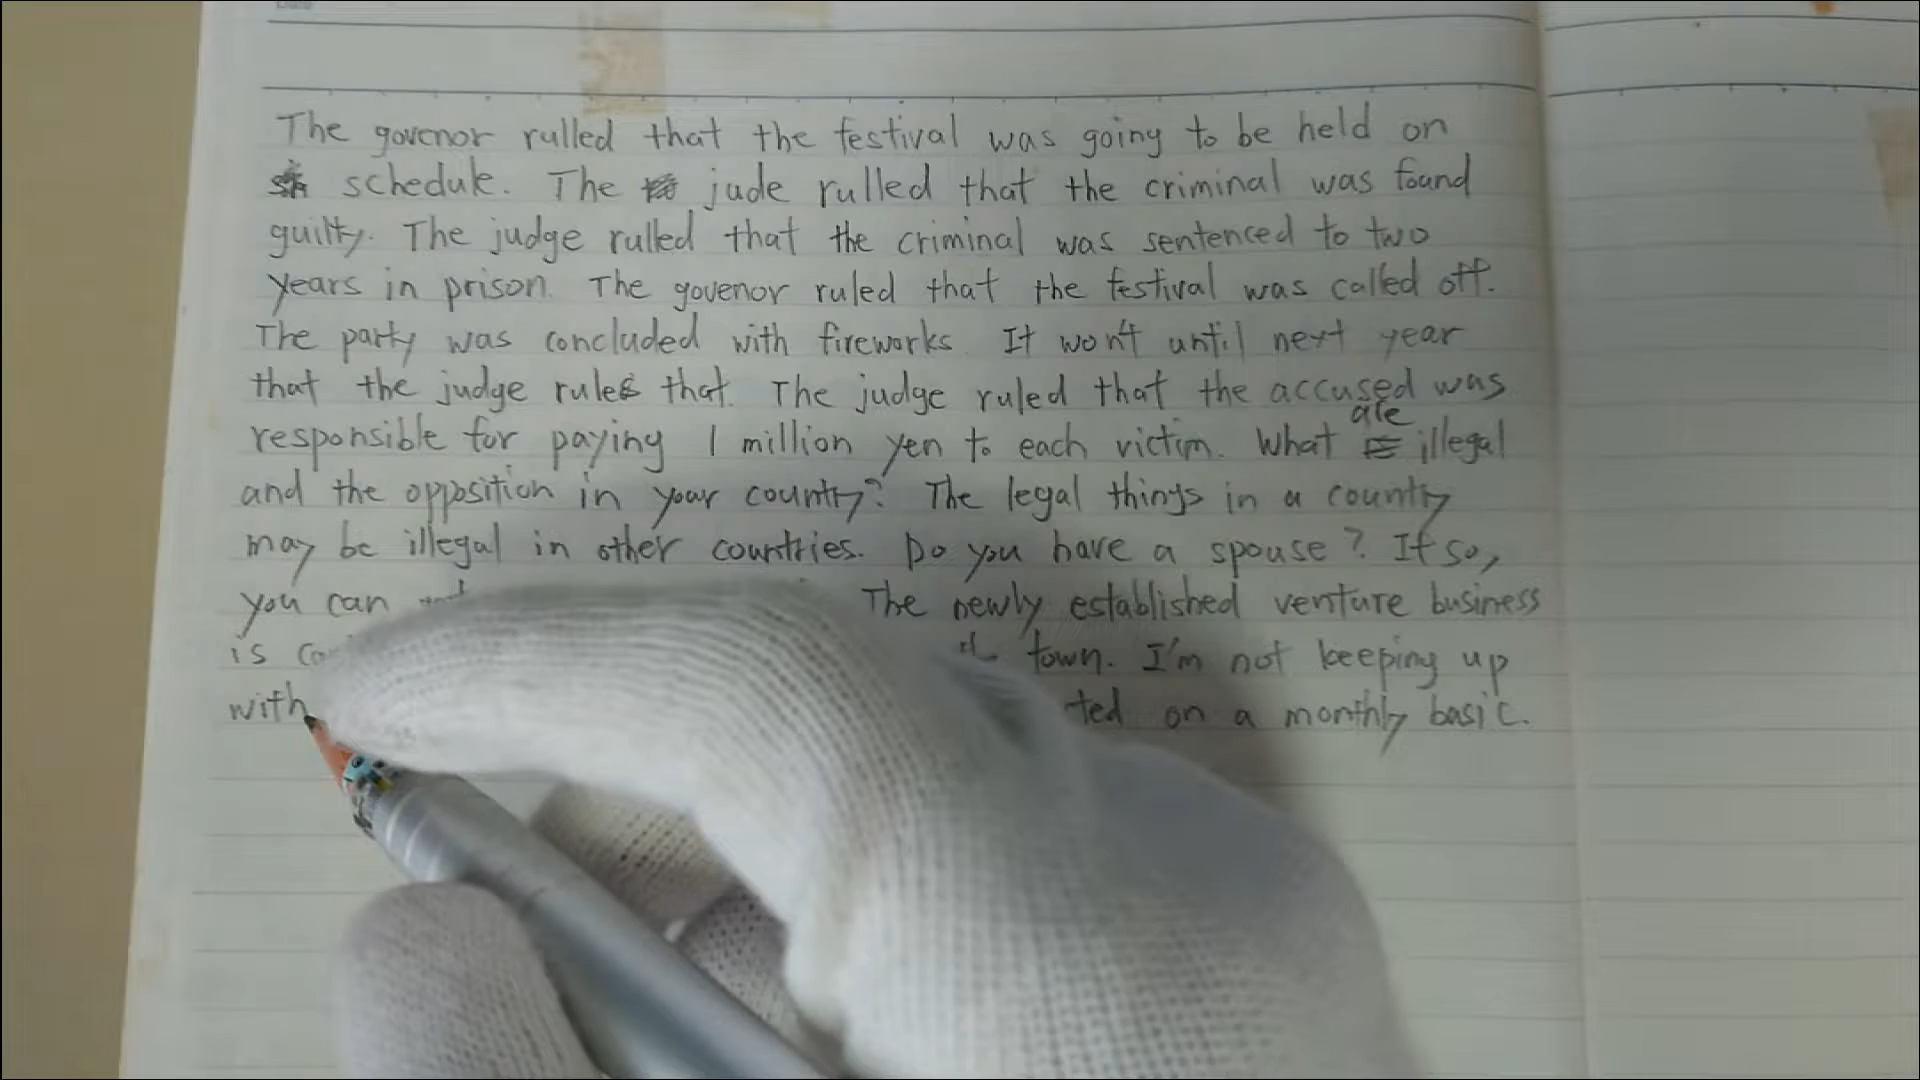 The govenor rulled that the festival was going to be held on
schedule. The jude rulled that the criminal was found
guilty. The judge rulled that the criminal was sentenced to two
years in prison. The govenor ruled that the festival was called off.
The party was concluded with fireworks. It won't until next year
that the judge rules that. The judge ruled that the accused was
are
responsible for paying 1 million yen to each victim. What illegal
and the opposition in your county? The legal things in a county
may be illegal in other countries. Do you have a spouse? If so,
you can The newly established venture business
is town. I'm not keeping up
with on a monthly basic.